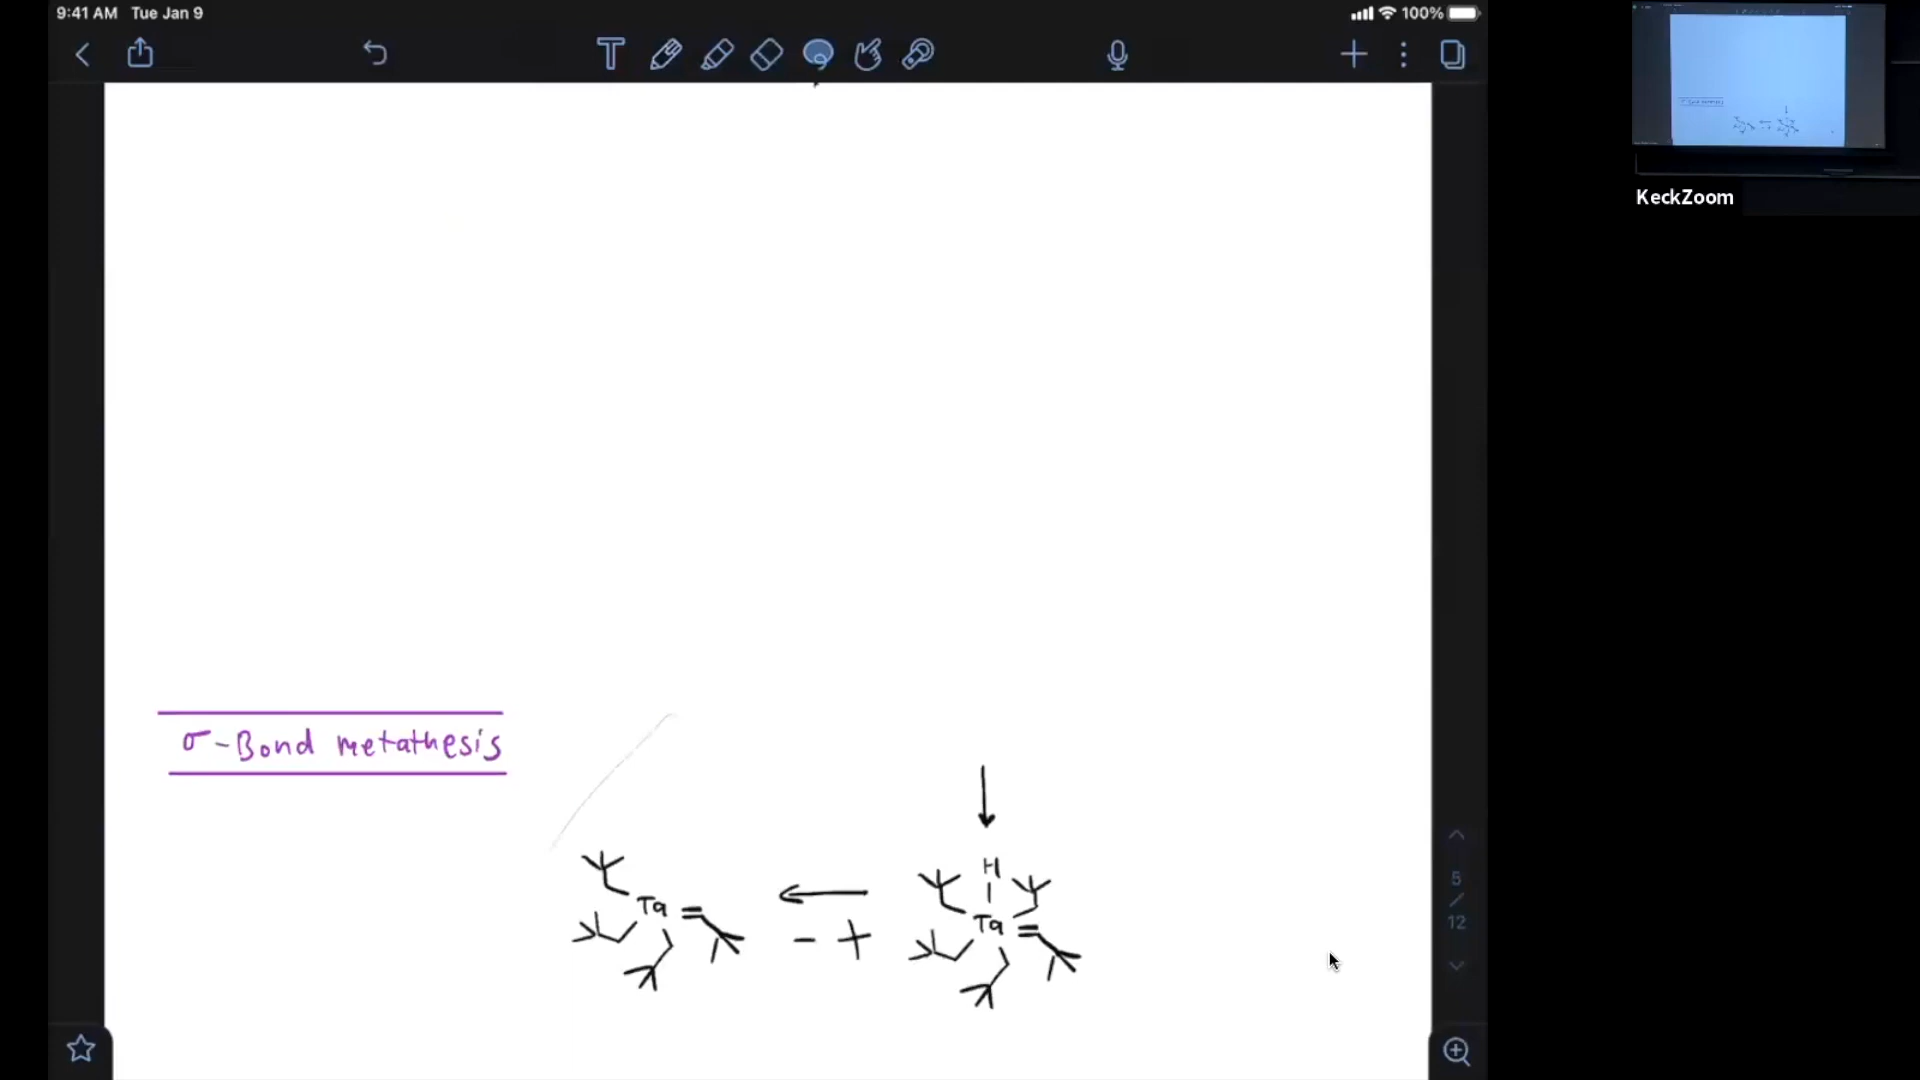 9:41 AM Tue Jan 9
100%
T
KeckZoom
σ-Bond metathesis
H
Ta
Ta
5
/
12